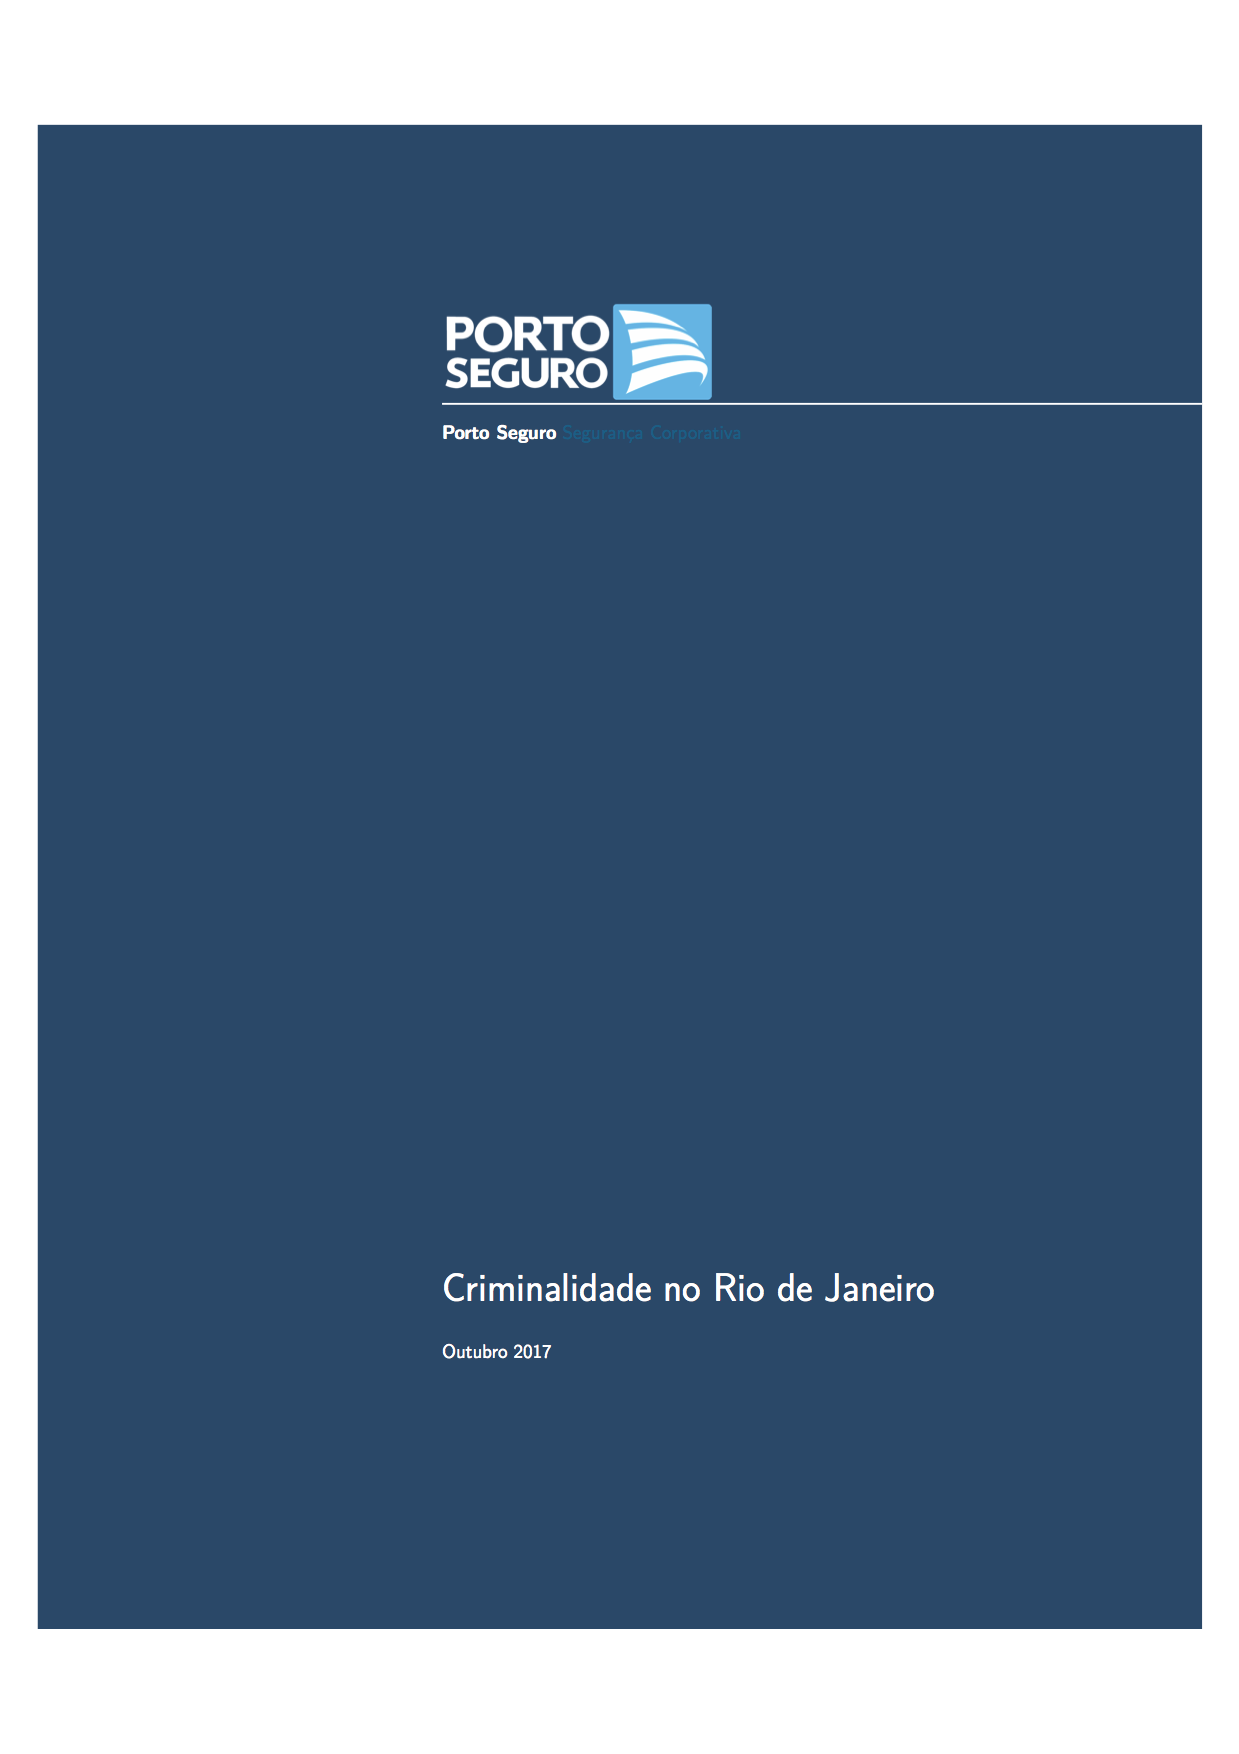 PORTO
SEGURO
Porto Seguro Segurança Corporativa
Criminalidade no Rio de Janeiro
Outubro 2017